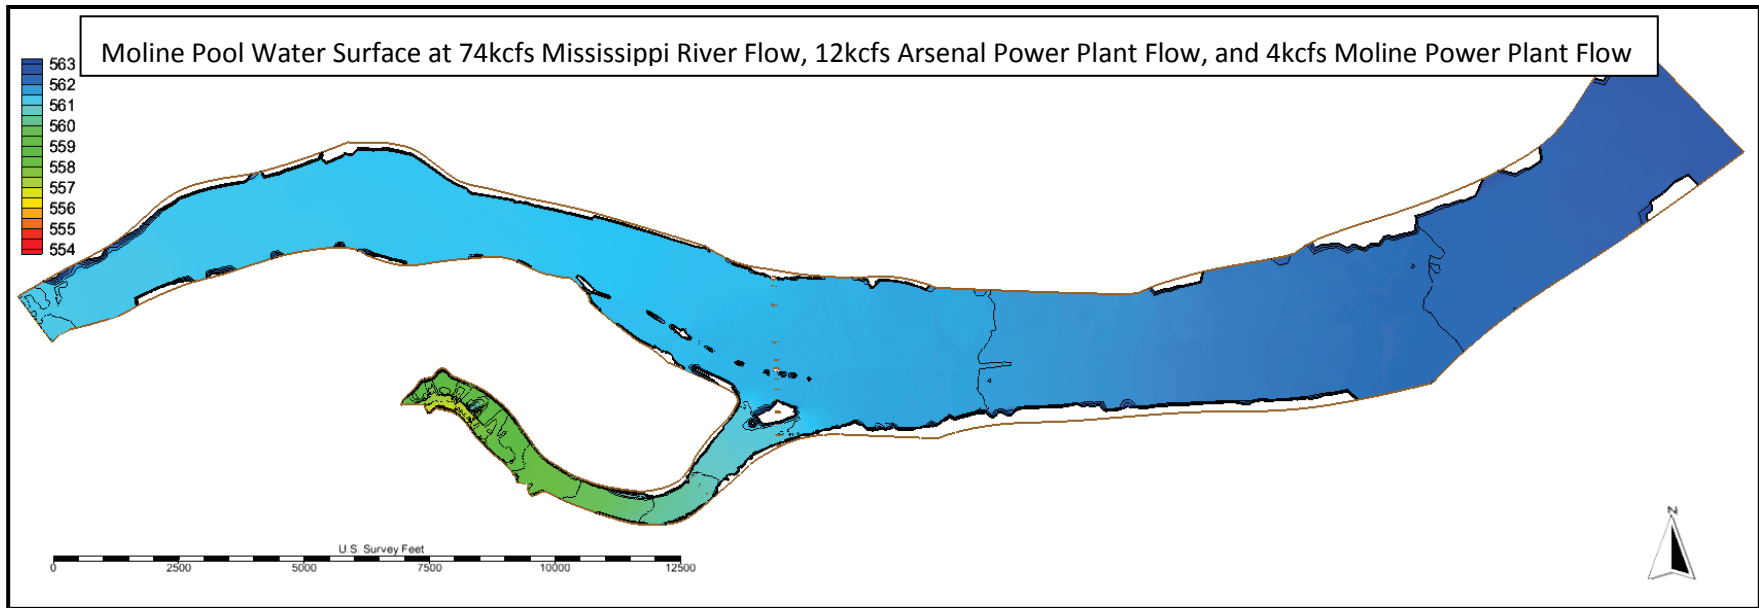 Moline Pool Water Surface at 74kcfs Mississippi River Flow, 12kcfs Arsenal Power Plant Flow, and 4kcfs Moline Power Plant Flow
563
562
561
560
559
558
557
556
555
554
N
U.S. Survey Feet
0 2500 5000 7500 10000 12500